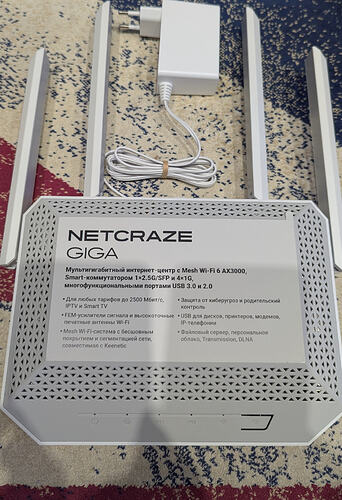 NETCRAZE
GIGA
Мультигигабитный интернет-центр с Mesh Wi-Fi 6 AX3000,
Smart-коммутатором 1×2.5G/SFP и 4×1G,
многофункциональными портами USB 3.0 и 2.0
• Для любых тарифов до 2500 Мбит/с,
IPTV и Smart TV
• FEM-усилители сигнала и высокоточные
печатные антенны Wi-Fi
• Mesh Wi-Fi-система с бесшовным
покрытием и сегментацией сети,
совместимая с Keenetic
• Защита от киберугроз и родительский
контроль
• USB для дисков, принтеров, модемов,
IP-телефонии
• Файловый сервер, персональное
облако, Transmission, DLNA